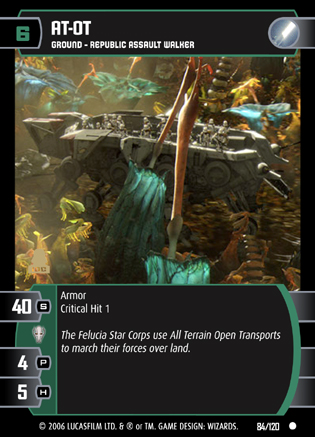 6
AT-OT
GROUND - REPUBLIC ASSAULT WALKER
40 S
Armor
Critical Hit 1
The Felucia Star Corps use All Terrain Open Transports
to march their forces over land.
4 P
5 H
© 2006 LUCASFILM LTD. & ® or TM. GAME DESIGN: WIZARDS. 84/120